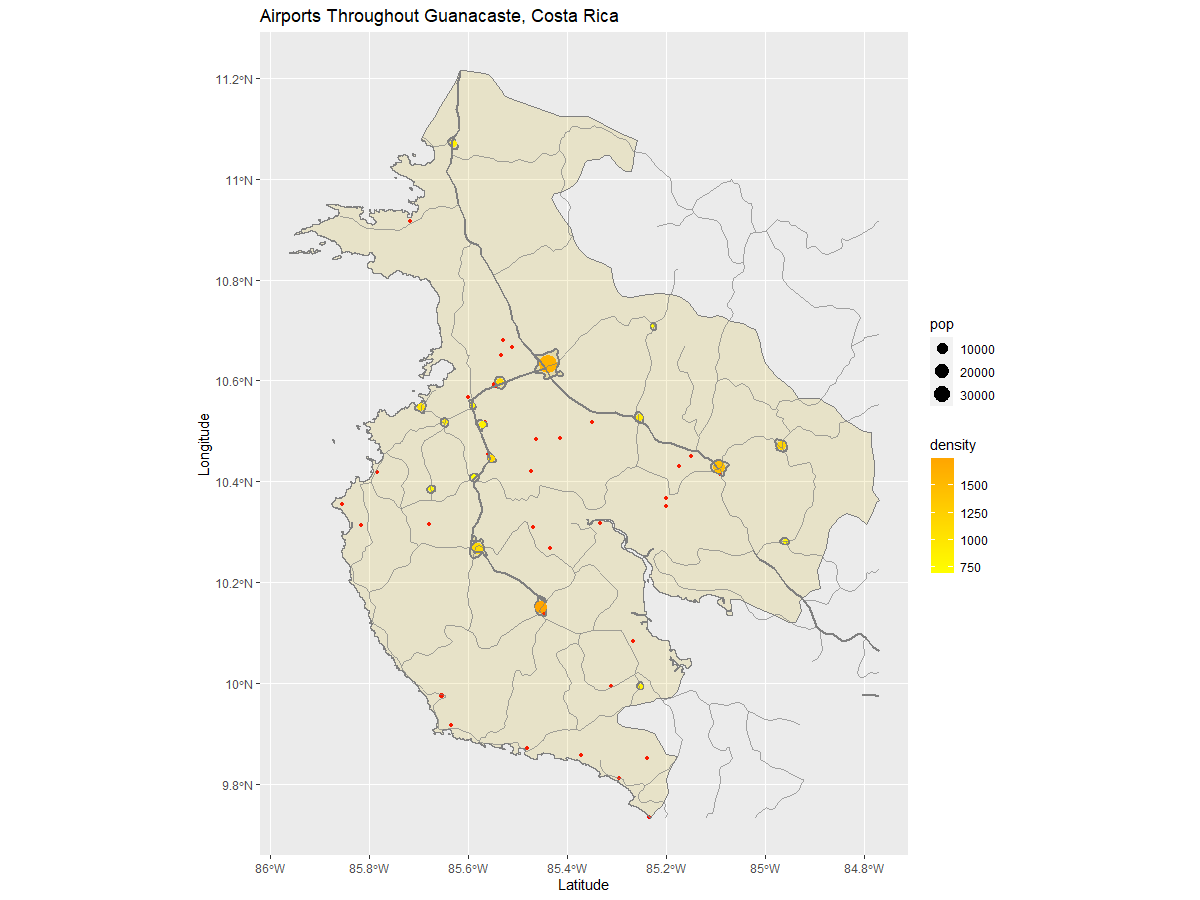 Airports Throughout Guanacaste, Costa Rica
11.2°N
11°N
10.8°N
10.6°N
10.4°N
10.2°N
10°N
9.8°N
Longitude
86°W
85.8°W
85.6°W
85.4°W
85.2°W
85°W
84.8°W
Latitude
pop
10000
20000
30000
density
1500
1250
1000
750